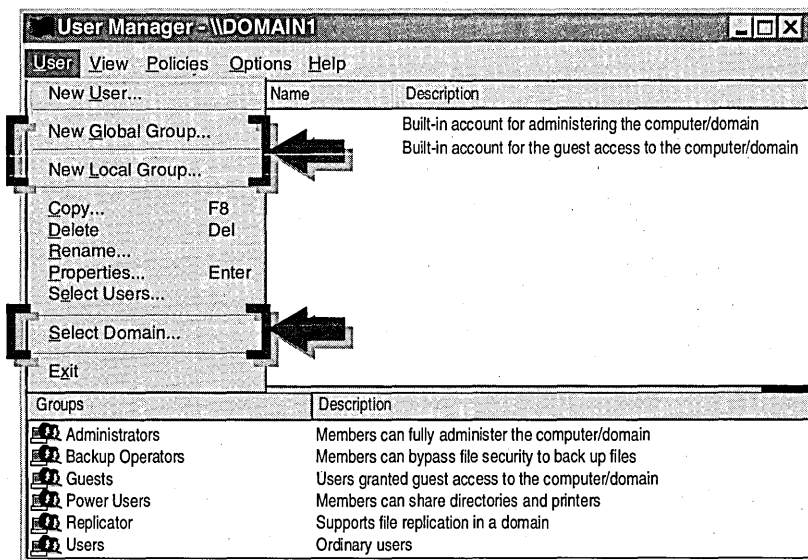 User Manager - \\DOMAIN1
User View Policies Options Help
New User...
Name Description
New Global Group...
Built-in account for administering the computer/domain
Built-in account for the guest access to the computer/domain
New Local Group...
Copy... F8
Delete Del
Rename...
Properties... Enter
Select Users...
Select Domain...
Exit
Groups Description
Administrators Members can fully administer the computer/domain
Backup Operators Members can bypass file security to back up files
Guests Users granted guest access to the computer/domain
Power Users Members can share directories and printers
Replicator Supports file replication in a domain
Users Ordinary users